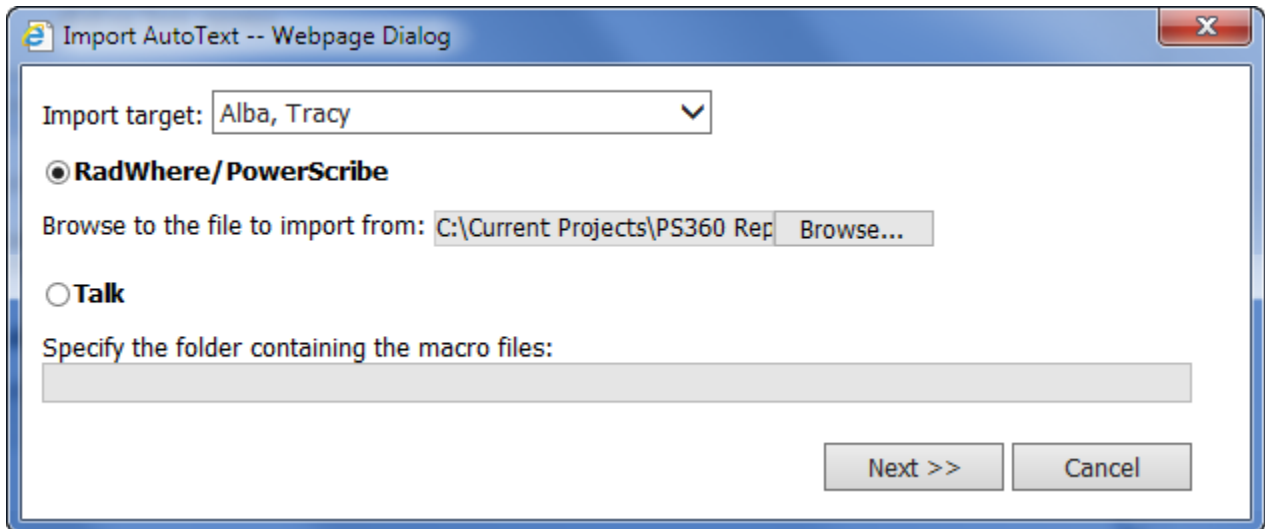 Import AutoText -- Webpage Dialog
Import target: Alba, Tracy
RadWhere/PowerScribe
Browse to the file to import from: C:\Current Projects\PS360 Rep Browse...
Talk
Specify the folder containing the macro files:
Next >> Cancel